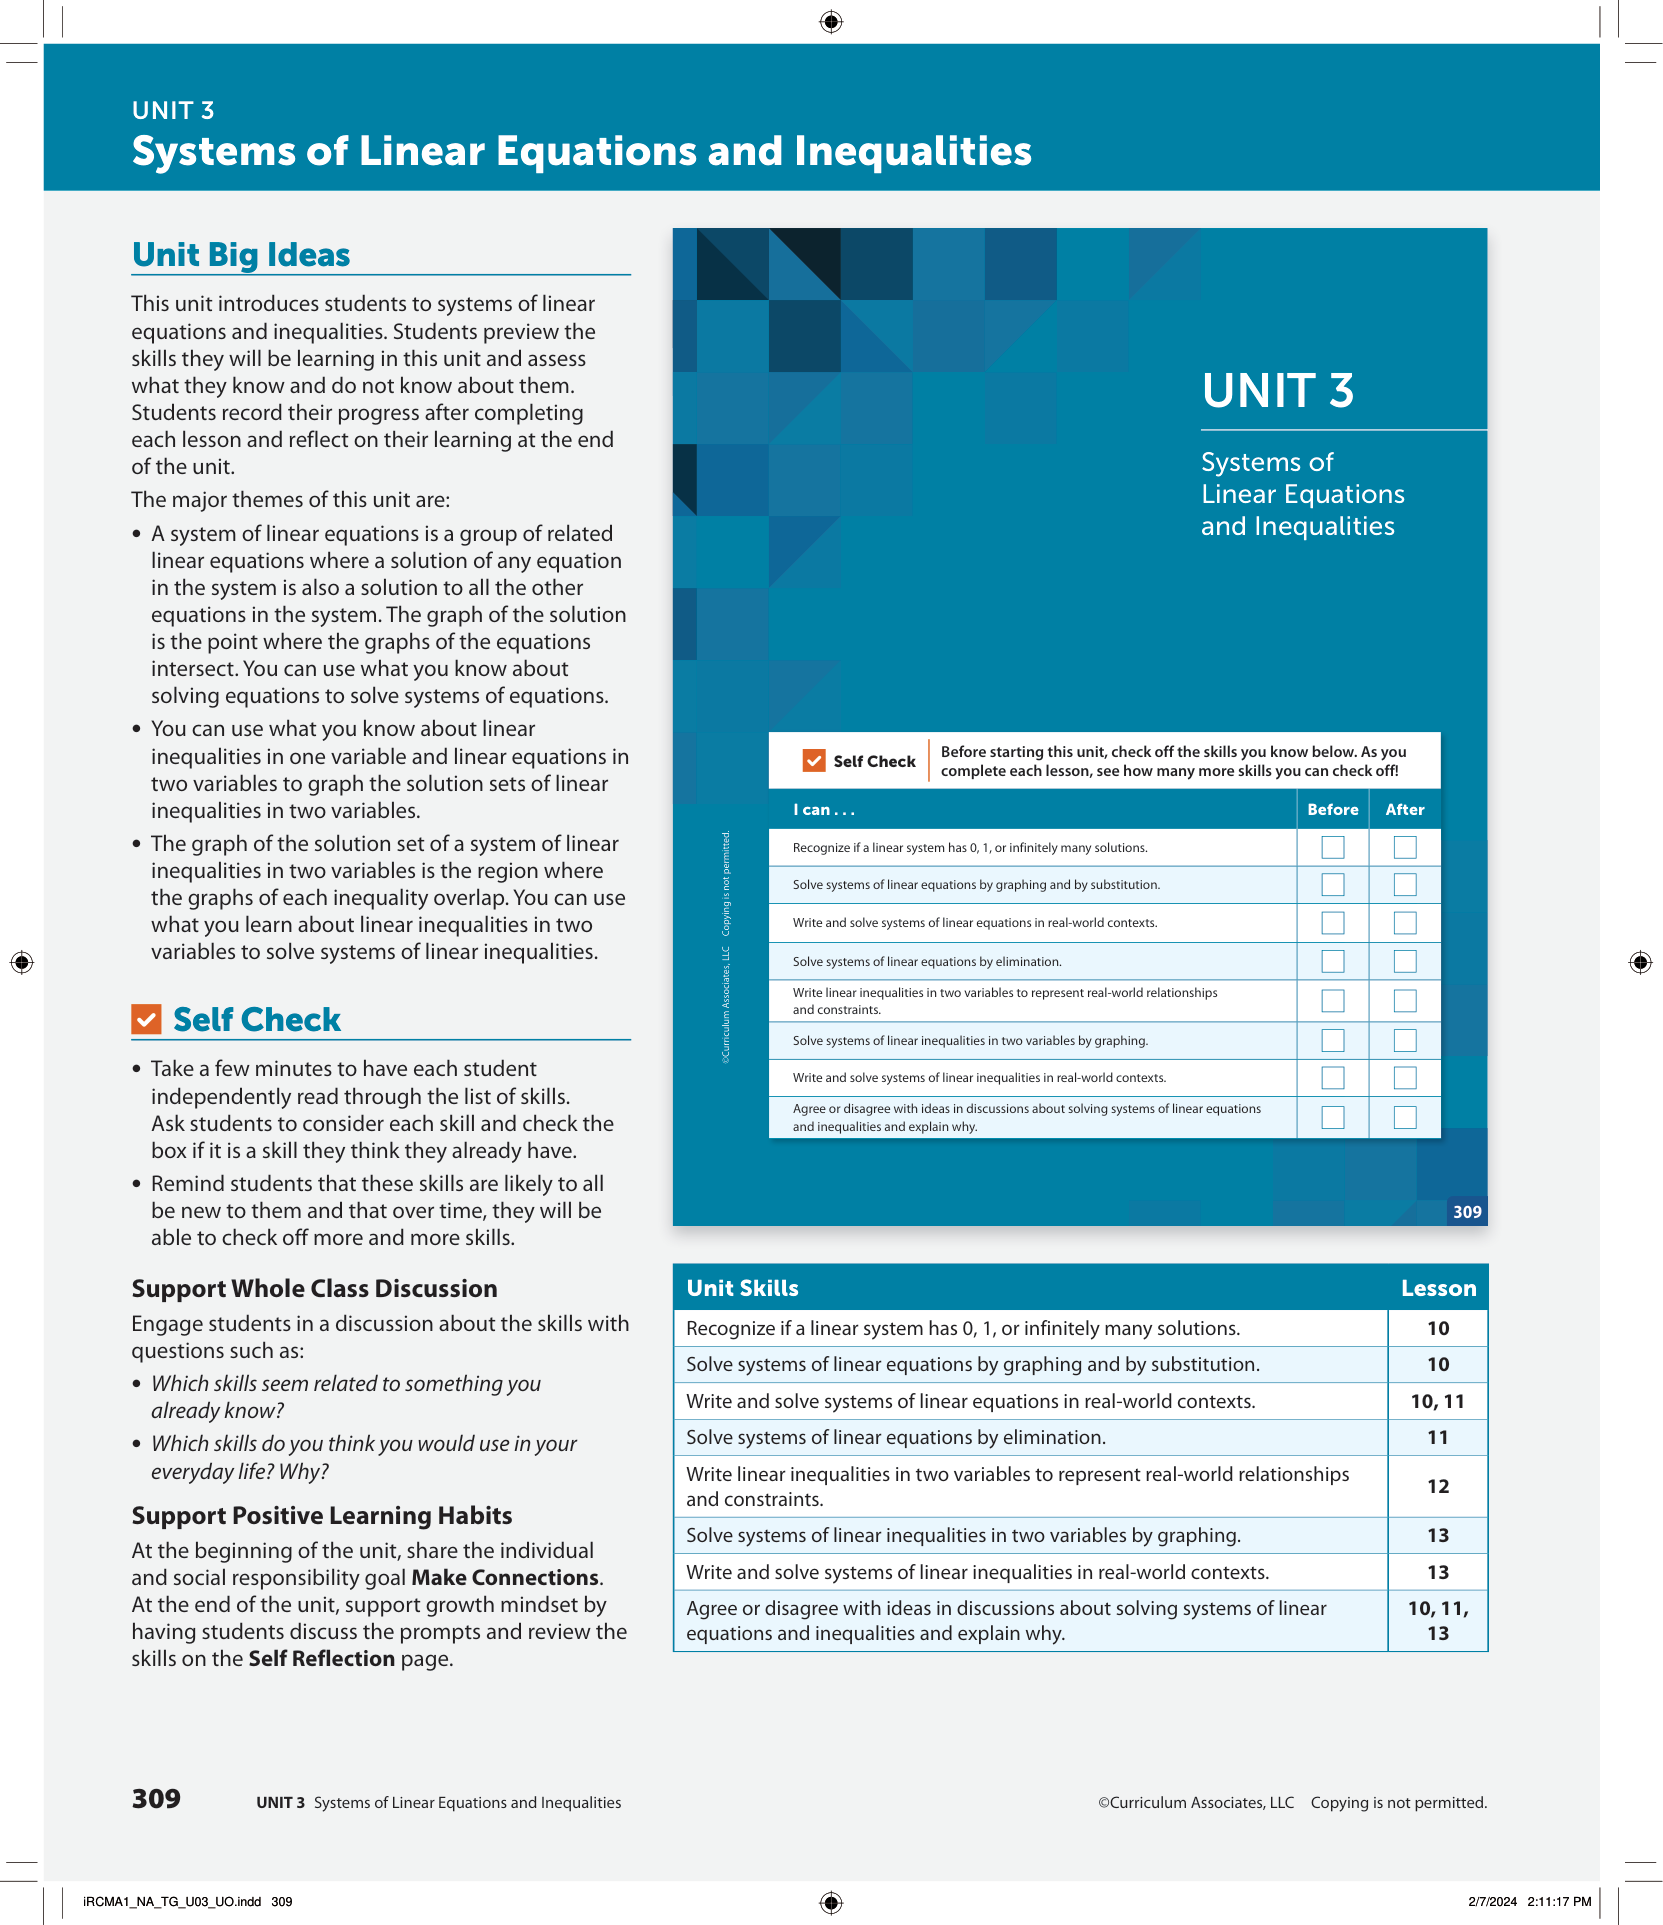 UNIT 3
Systems of Linear Equations and Inequalities
Unit Big Ideas
This unit introduces students to systems of linear
equations and inequalities. Students preview the
skills they will be learning in this unit and assess
what they know and do not know about them.
Students record their progress after completing
each lesson and reflect on their learning at the end
of the unit.
The major themes of this unit are:
• A system of linear equations is a group of related
linear equations where a solution of any equation
in the system is also a solution to all the other
equations in the system. The graph of the solution
is the point where the graphs of the equations
intersect. You can use what you know about
solving equations to solve systems of equations.
• You can use what you know about linear
inequalities in one variable and linear equations in
two variables to graph the solution sets of linear
inequalities in two variables.
• The graph of the solution set of a system of linear
inequalities in two variables is the region where
the graphs of each inequality overlap. You can use
what you learn about linear inequalities in two
variables to solve systems of linear inequalities.
Self Check
• Take a few minutes to have each student
independently read through the list of skills.
Ask students to consider each skill and check the
box if it is a skill they think they already have.
• Remind students that these skills are likely to all
be new to them and that over time, they will be
able to check off more and more skills.
Support Whole Class Discussion
Engage students in a discussion about the skills with
questions such as:
• Which skills seem related to something you
already know?
• Which skills do you think you would use in your
everyday life? Why?
Support Positive Learning Habits
At the beginning of the unit, share the individual
and social responsibility goal Make Connections.
At the end of the unit, support growth mindset by
having students discuss the prompts and review the
skills on the Self Reflection page.
UNIT 3
Systems of
Linear Equations
and Inequalities
Self Check
Before starting this unit, check off the skills you know below. As you
complete each lesson, see how many more skills you can check off!
I can . . . Before After
Recognize if a linear system has 0, 1, or infinitely many solutions.
Solve systems of linear equations by graphing and by substitution.
Write and solve systems of linear equations in real-world contexts.
Solve systems of linear equations by elimination.
Write linear inequalities in two variables to represent real-world relationships
and constraints.
Solve systems of linear inequalities in two variables by graphing.
Write and solve systems of linear inequalities in real-world contexts.
Agree or disagree with ideas in discussions about solving systems of linear equations
and inequalities and explain why.
©Curriculum Associates, LLC Copying is not permitted.
309
Unit Skills Lesson
Recognize if a linear system has 0, 1, or infinitely many solutions. 10
Solve systems of linear equations by graphing and by substitution. 10
Write and solve systems of linear equations in real-world contexts. 10, 11
Solve systems of linear equations by elimination. 11
Write linear inequalities in two variables to represent real-world relationships
and constraints. 12
Solve systems of linear inequalities in two variables by graphing. 13
Write and solve systems of linear inequalities in real-world contexts. 13
Agree or disagree with ideas in discussions about solving systems of linear 10, 11,
equations and inequalities and explain why. 13
309 UNIT 3 Systems of Linear Equations and Inequalities ©Curriculum Associates, LLC Copying is not permitted.
iRCMA1_NA_TG_U03_UO.indd 309 2/7/2024 2:11:17 PM